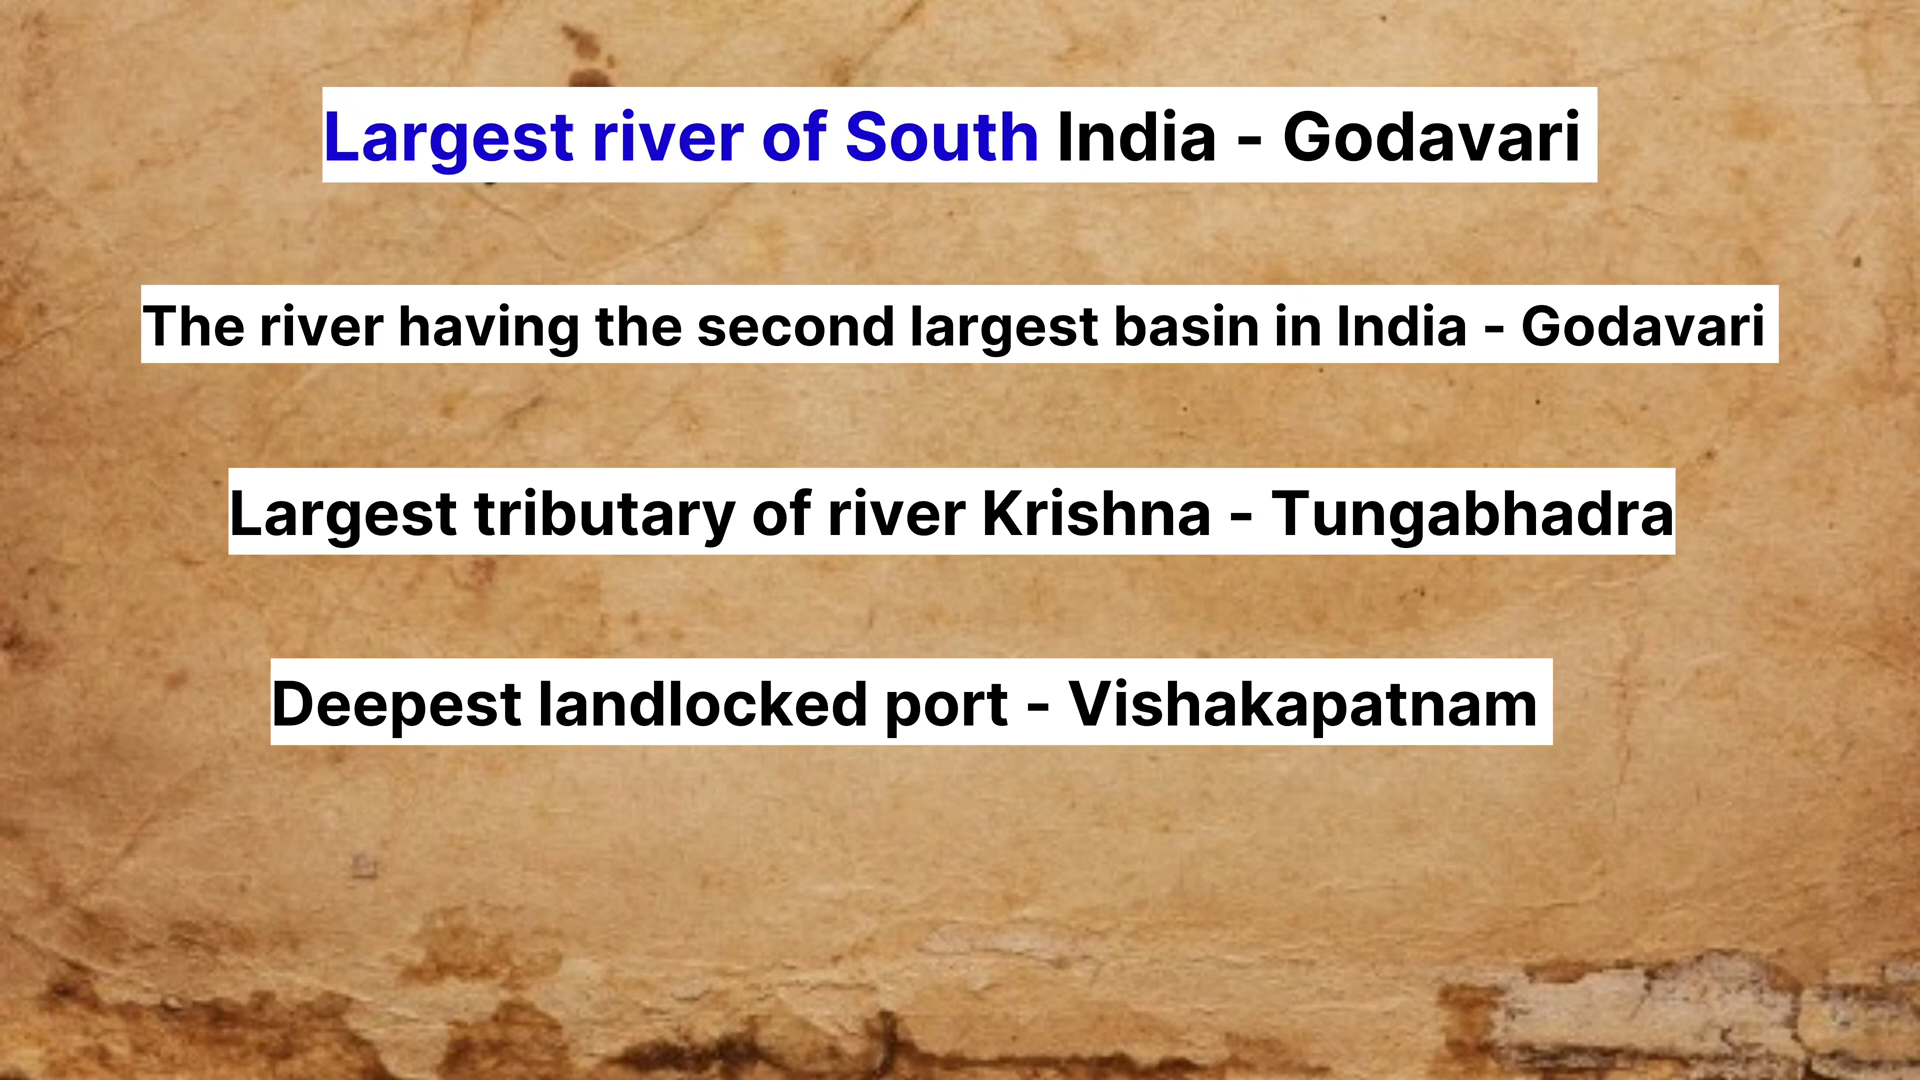 Largest river of South India - Godavari
The river having the second largest basin in India - Godavari
Largest tributary of river Krishna - Tungabhadra
Deepest landlocked port - Vishakapatnam